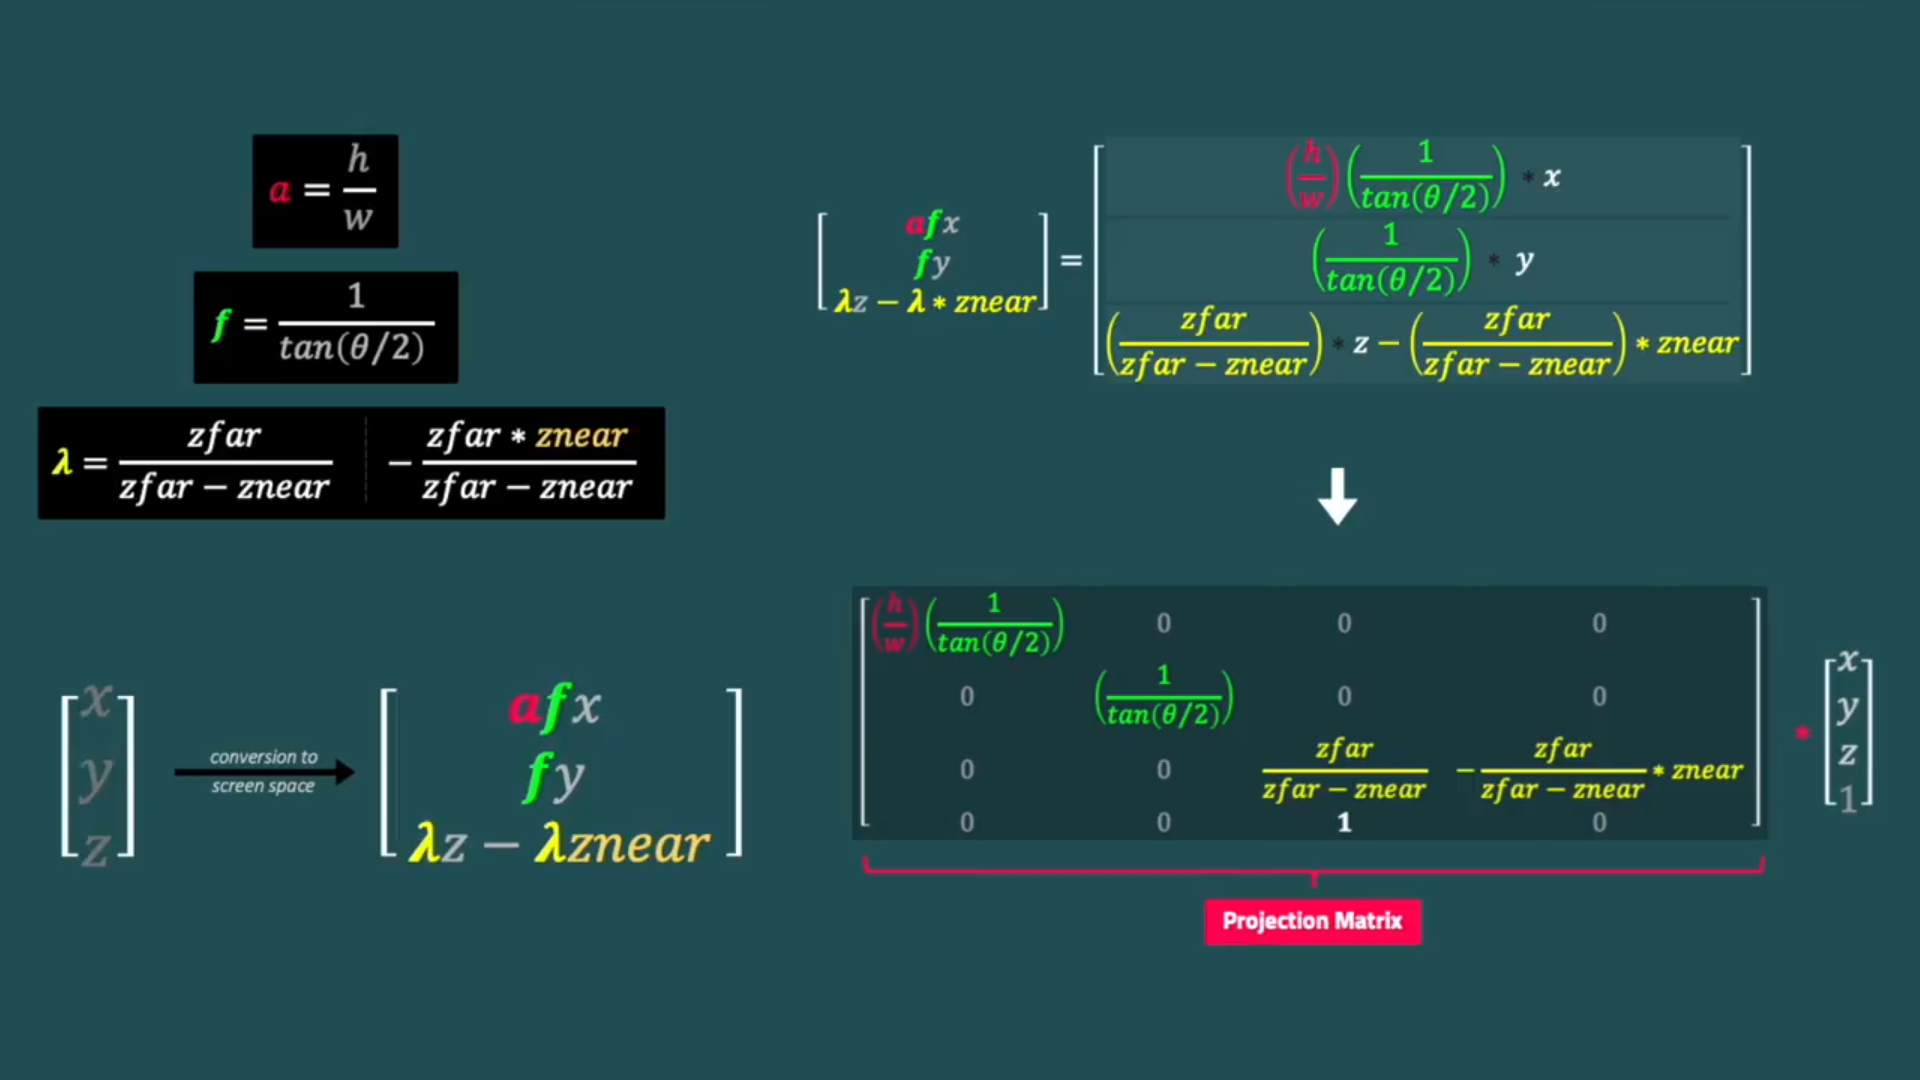 a = h/w
f = 1/tan(θ/2)
λ = zfar/(zfar − znear) − (zfar * znear)/(zfar − znear)
[afx
fy
λz − λ * znear] = [(h/w)(1/tan(θ/2)) * x
(1/tan(θ/2)) * y
(zfar/(zfar − znear)) * z − (zfar/(zfar − znear)) * znear]
[x
y
z]
conversion to
screen space
[afx
fy
λz − λznear]
(h/w)(1/tan(θ/2)) 0 0 0
0 (1/tan(θ/2)) 0 0
0 0 zfar/(zfar − znear) −zfar/(zfar − znear) * znear
0 0 1 0
*
[x
y
z
1]
Projection Matrix